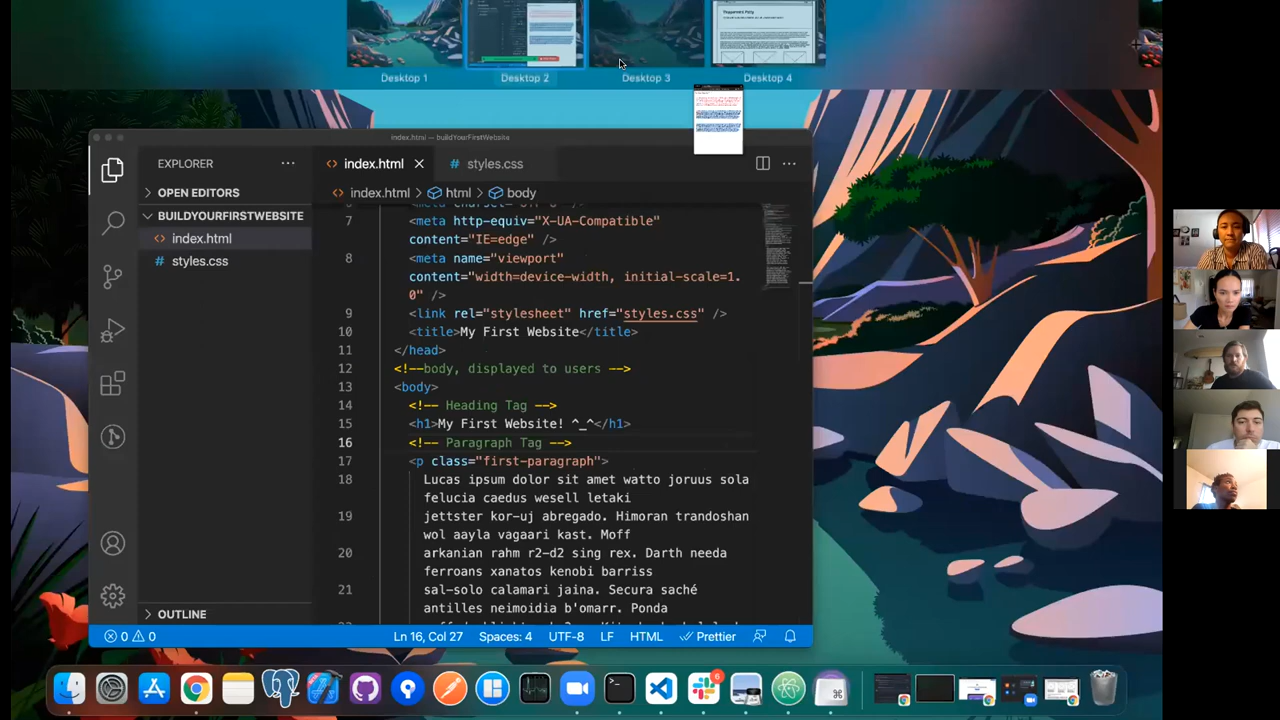 Desktop 1
Desktop 2
Desktop 3
Desktop 4
index.html — buildYourFirstWebsite
EXPLORER
index.html
styles.css
OPEN EDITORS
index.html
html
body
BUILDYOURFIRSTWEBSITE
index.html
styles.css
7 <meta http-equiv="X-UA-Compatible"
content="IE=edge" />
8 <meta name="viewport"
content="width=device-width, initial-scale=1.
0" />
9 <link rel="stylesheet" href="styles.css" />
10 <title>My First Website</title>
11 </head>
12 <!--body, displayed to users -->
13 <body>
14 <!-- Heading Tag -->
15 <h1>My First Website! ^_^</h1>
16 <!-- Paragraph Tag -->
17 <p class="first-paragraph">
18 Lucas ipsum dolor sit amet watto joruus sola
felucia caedus wesell letaki
19 jettster kor-uj abregado. Himoran trandoshan
wol aayla vagaari kast. Moff
20 arkanian rahm r2-d2 sing rex. Darth needa
ferroans xanatos kenobi barriss
21 sal-solo calamari jaina. Secura saché
antilles neimoidia b'omarr. Ponda
OUTLINE
0 0
Ln 16, Col 27
Spaces: 4
UTF-8
LF
HTML
Prettier
6